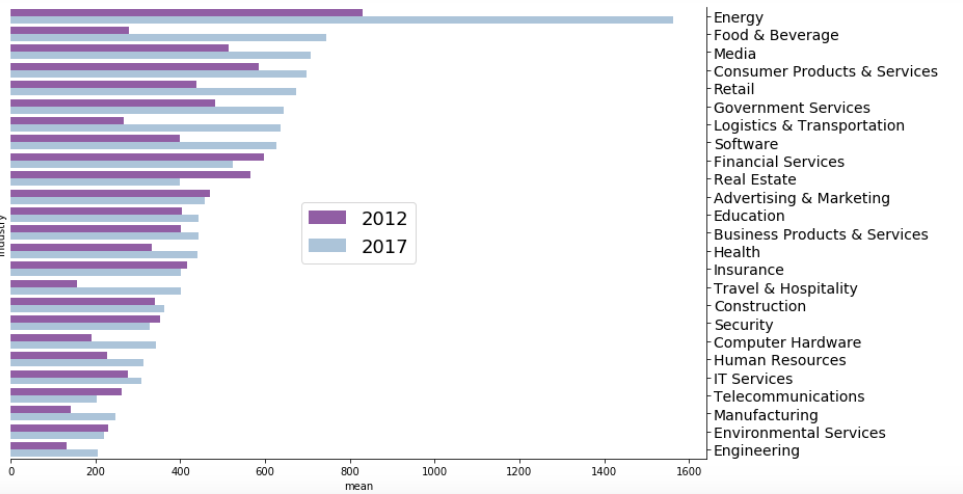 Energy
Food & Beverage
Media
Consumer Products & Services
Retail
Government Services
Logistics & Transportation
Software
Financial Services
Real Estate
Advertising & Marketing
Education
Business Products & Services
Health
Insurance
Travel & Hospitality
Construction
Security
Computer Hardware
Human Resources
IT Services
Telecommunications
Manufacturing
Environmental Services
Engineering
2012
2017
0 200 400 600 800 1000 1200 1400 1600
mean